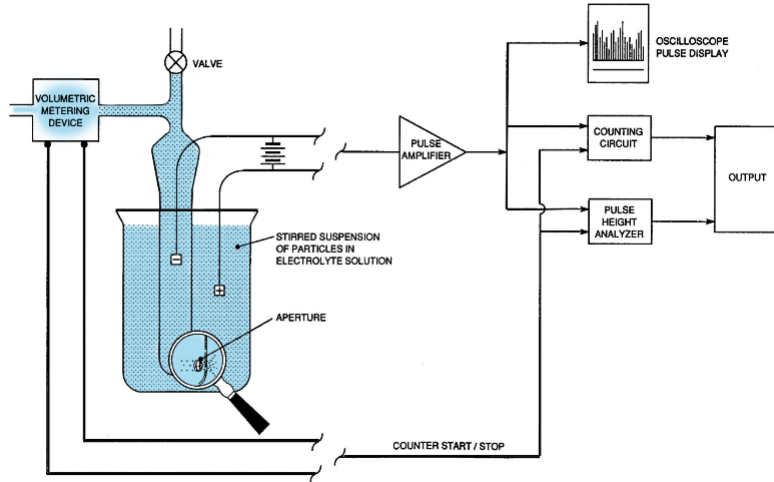 VALVE
VOLUMETRIC
METERING
DEVICE
PULSE
AMPLIFIER
OSCILLOSCOPE
PULSE DISPLAY
COUNTING
CIRCUIT
OUTPUT
PULSE
HEIGHT
ANALYZER
STIRRED SUSPENSION
OF PARTICLES IN
ELECTROLYTE SOLUTION
APERTURE
COUNTER START / STOP